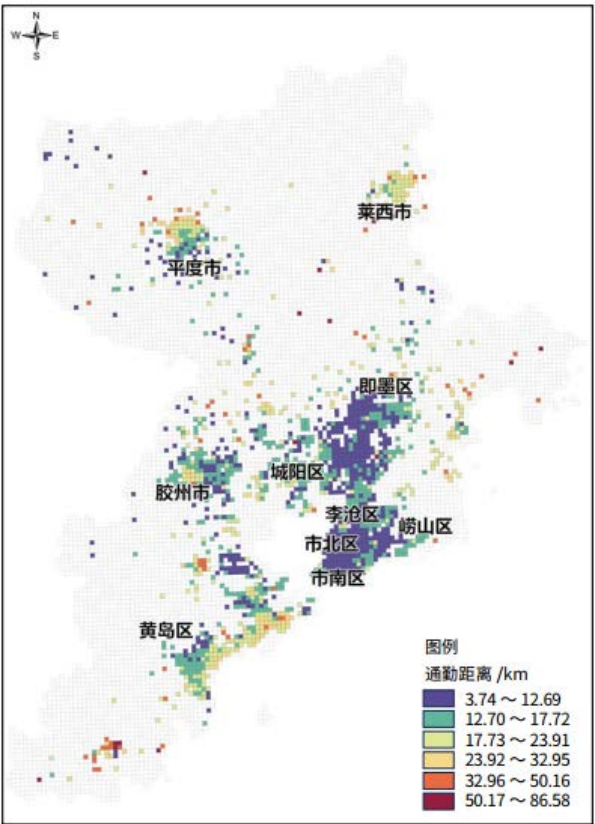 N
W E
S
莱西市
平度市
即墨区
城阳区
胶州市
李沧区
崂山区
市北区
市南区
黄岛区
图例
通勤距离 /km
3.74～12.69
12.70～17.72
17.73～23.91
23.92～32.95
32.96～50.16
50.17～86.58